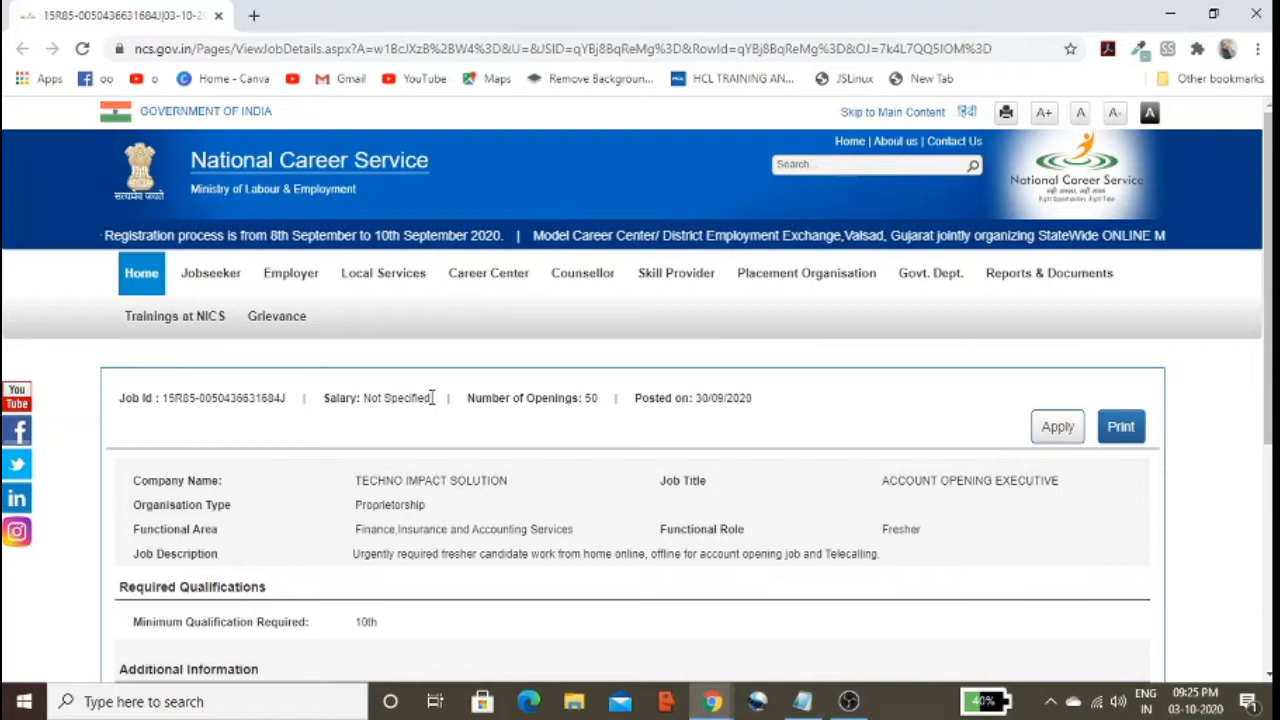 15R85-0050436631684J|03-10-2
ncs.gov.in/Pages/ViewJobDetails.aspx?A=w1BcJXzB%2BW4%3D&U=&JSID=qYBj8BqReMg%3D&RowId=qYBj8BqReMg%3D&OJ=7k4L7QQ5IOM%3D
Apps oo o Home - Canva Gmail YouTube Maps Remove Backgroun... HCL TRAINING AN... JSLinux New Tab Other bookmarks
GOVERNMENT OF INDIA Skip to Main Content हिंदी A+ A A- A
Home | About us | Contact Us
National Career Service Search...
Ministry of Labour & Employment
सत्यमेव जयते
National Career Service
Registration process is from 8th September to 10th September 2020. | Model Career Center/ District Employment Exchange,Valsad, Gujarat jointly organizing StateWide ONLINE M
Home Jobseeker Employer Local Services Career Center Counsellor Skill Provider Placement Organisation Govt. Dept. Reports & Documents
Trainings at NICS Grievance
You
Tube
f
in
Job Id : 15R85-0050436631684J | Salary: Not Specified | Number of Openings: 50 | Posted on: 30/09/2020
Apply Print
Company Name: TECHNO IMPACT SOLUTION Job Title ACCOUNT OPENING EXECUTIVE
Organisation Type Proprietorship
Functional Area Finance,Insurance and Accounting Services Functional Role Fresher
Job Description Urgently required fresher candidate work from home online, offline for account opening job and Telecalling.
Required Qualifications
Minimum Qualification Required: 10th
Additional Information
Type here to search
40%
ENG
IN
09:25 PM
03-10-2020